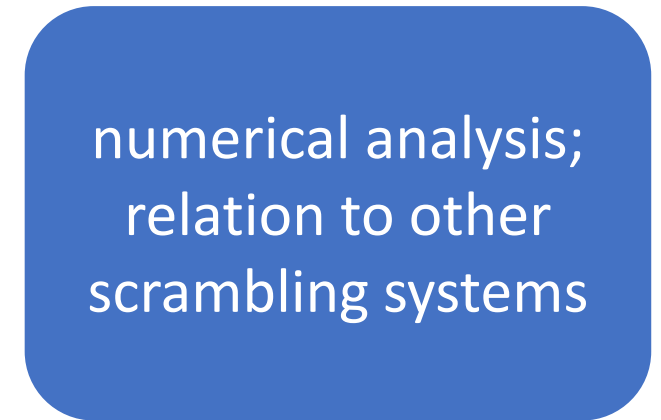 numerical analysis;
relation to other
scrambling systems